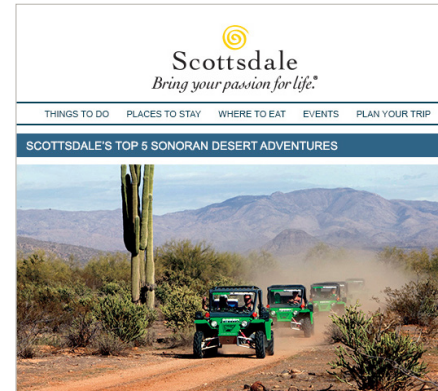 Scottsdale
Bring your passion for life.®
THINGS TO DO PLACES TO STAY WHERE TO EAT EVENTS PLAN YOUR TRIP
SCOTTSDALE'S TOP 5 SONORAN DESERT ADVENTURES